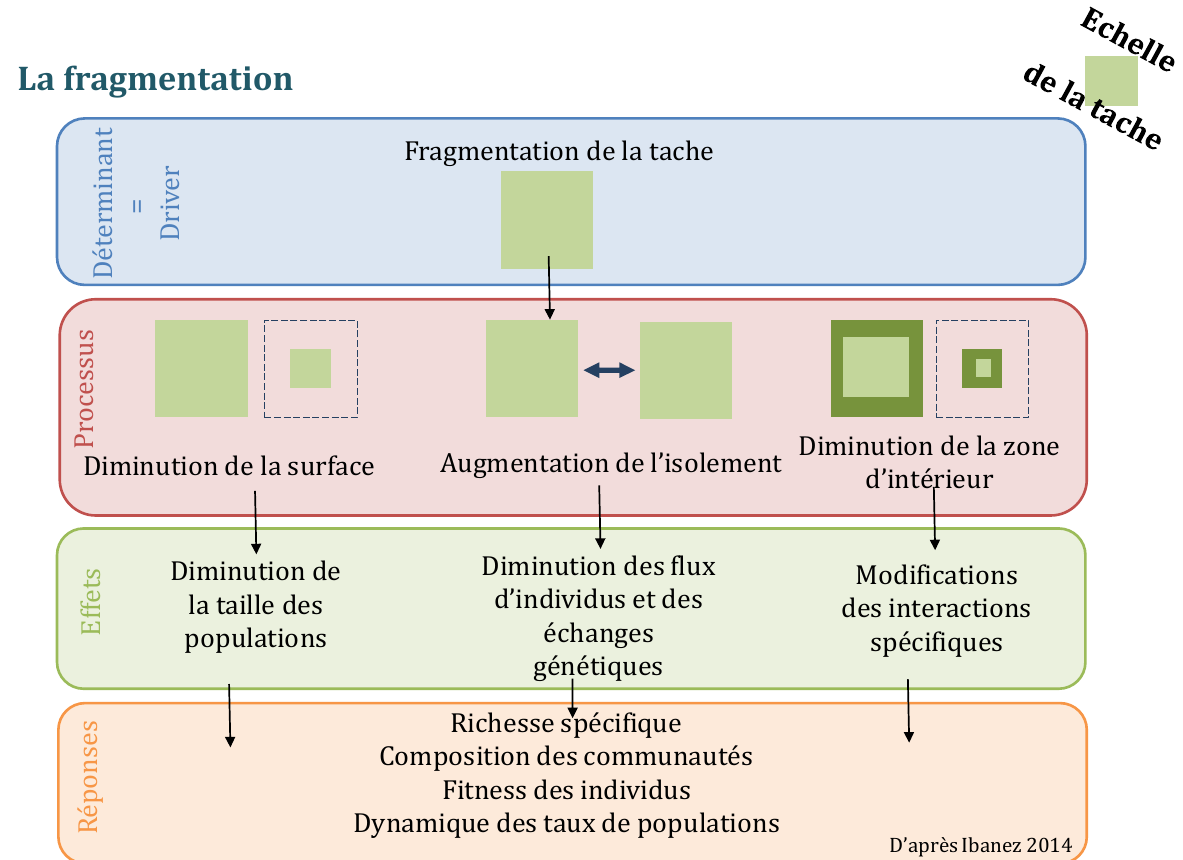 La fragmentation
Echelle
de la tache
Déterminant
=
Driver
Fragmentation de la tache
Processus
Diminution de la surface
Augmentation de l’isolement
Diminution de la zone
d’intérieur
Effets
Diminution de
la taille des
populations
Diminution des flux
d’individus et des
échanges
génétiques
Modifications
des interactions
spécifiques
Réponses
Richesse spécifique
Composition des communautés
Fitness des individus
Dynamique des taux de populations
D’après Ibanez 2014